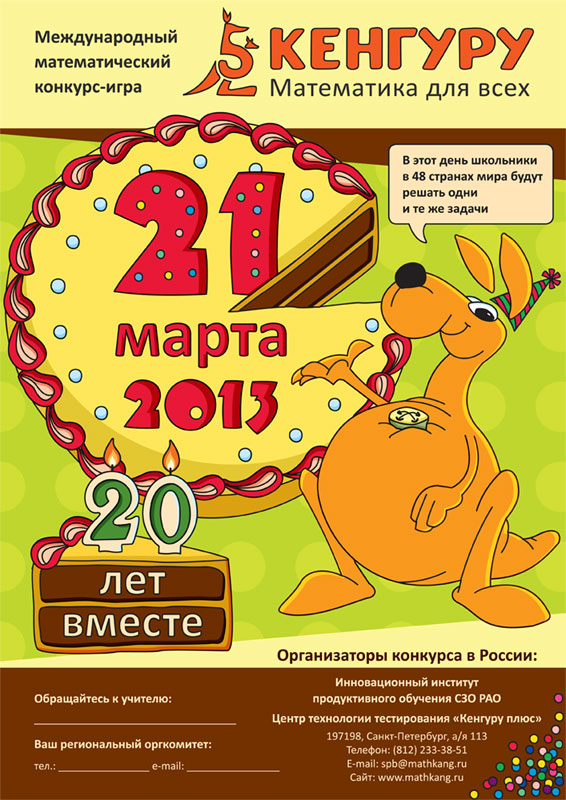 Международный
математический
конкурс-игра
КЕНГУРУ
Математика для всех
В этот день школьники
в 48 странах мира будут
решать одни
и те же задачи
21
марта
2013
20
лет
вместе
Организаторы конкурса в России:
Инновационный институт
продуктивного обучения СЗО РАО
Центр технологии тестирования «Кенгуру плюс»
197198, Санкт-Петербург, а/я 113
Телефон: (812) 233-38-51
E-mail: spb@mathkang.ru
Сайт: www.mathkang.ru
Обращайтесь к учителю:
Ваш региональный оргкомитет:
тел.: ______________ e-mail: ______________